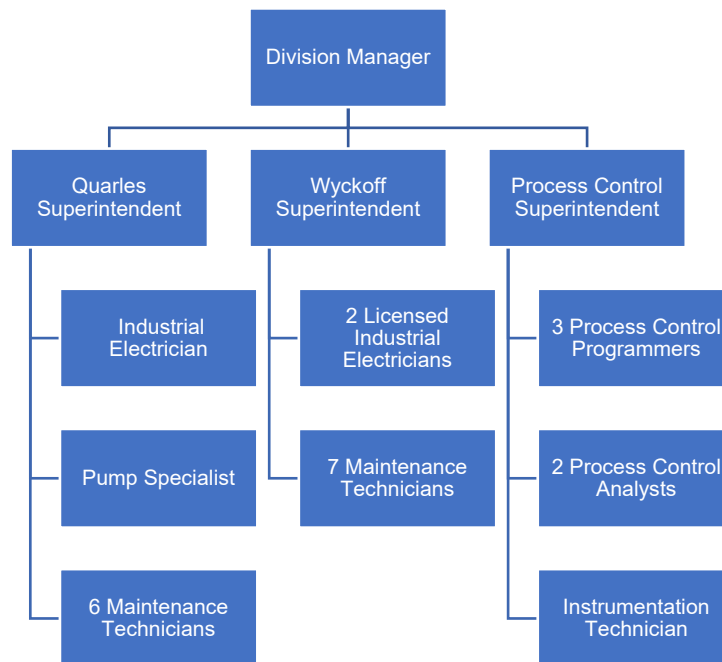 Division Manager
Quarles
Superintendent
Wyckoff
Superintendent
Process Control
Superintendent
Industrial
Electrician
2 Licensed
Industrial
Electricians
3 Process Control
Programmers
Pump Specialist
7 Maintenance
Technicians
2 Process Control
Analysts
6 Maintenance
Technicians
Instrumentation
Technician